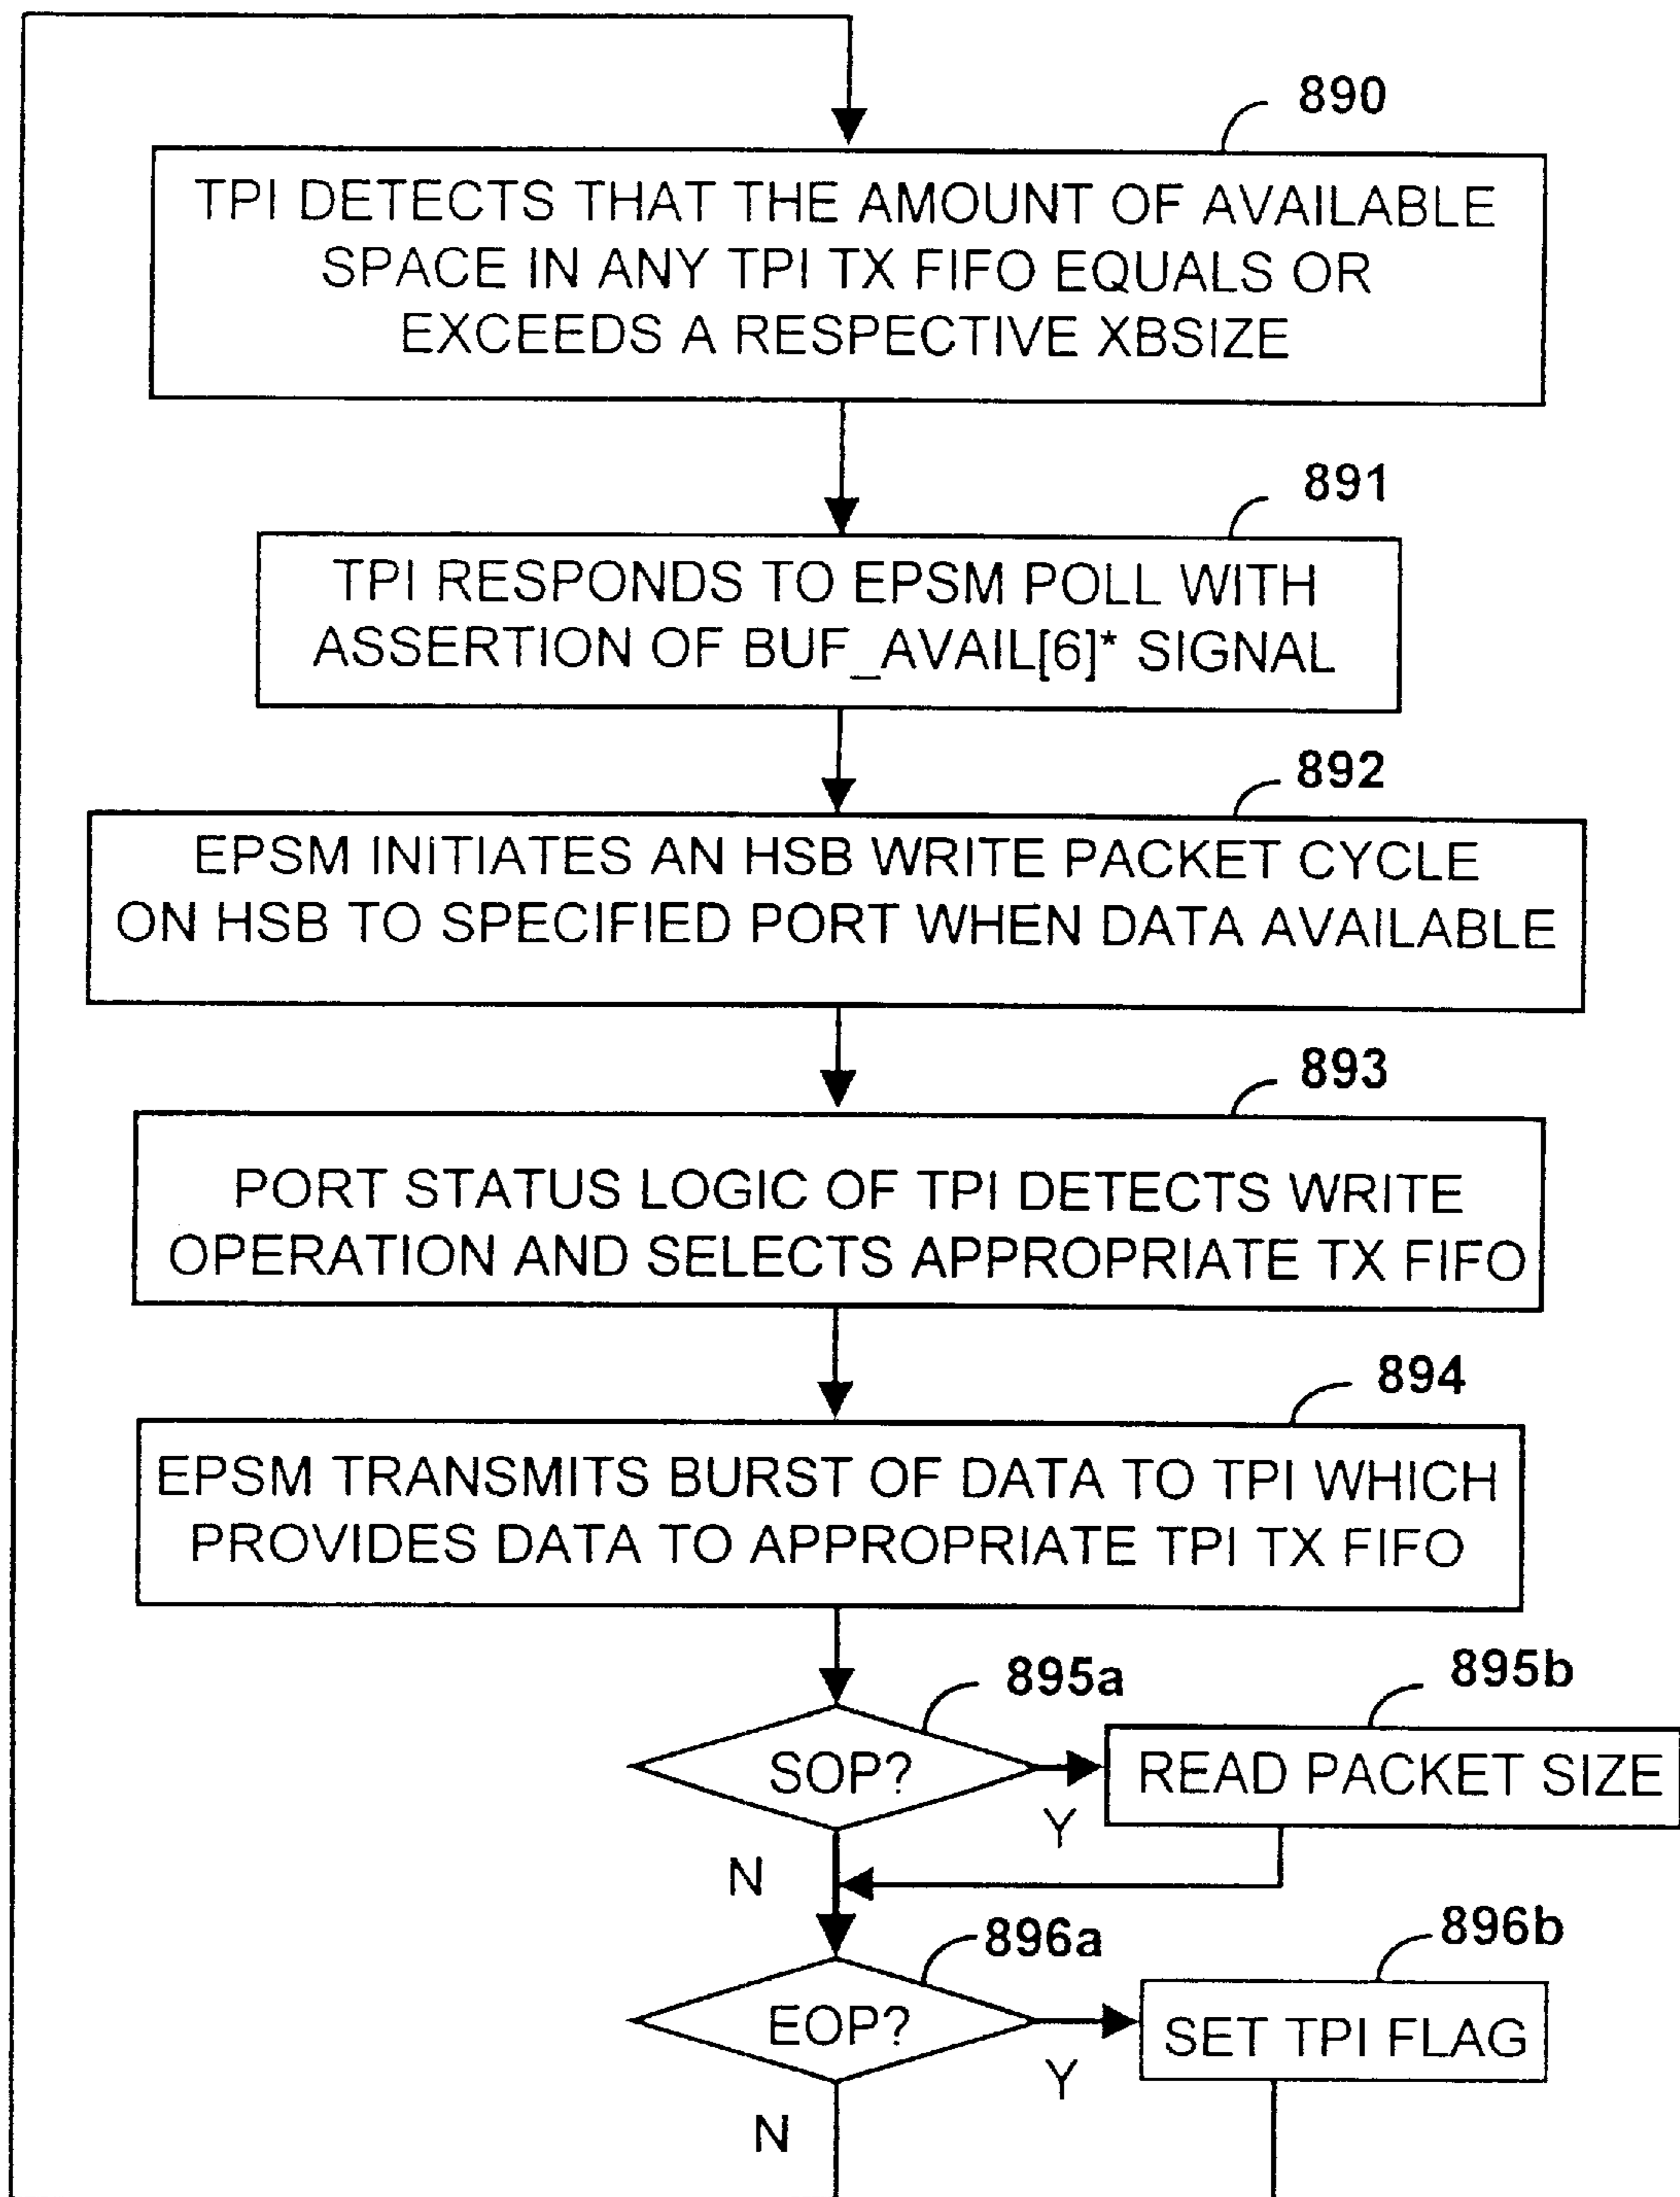 890
TPI DETECTS THAT THE AMOUNT OF AVAILABLE
SPACE IN ANY TPI TX FIFO EQUALS OR
EXCEEDS A RESPECTIVE XBSIZE
891
TPI RESPONDS TO EPSM POLL WITH
ASSERTION OF BUF_AVAIL[6]* SIGNAL
892
EPSM INITIATES AN HSB WRITE PACKET CYCLE
ON HSB TO SPECIFIED PORT WHEN DATA AVAILABLE
893
PORT STATUS LOGIC OF TPI DETECTS WRITE
OPERATION AND SELECTS APPROPRIATE TX FIFO
894
EPSM TRANSMITS BURST OF DATA TO TPI WHICH
PROVIDES DATA TO APPROPRIATE TPI TX FIFO
895a
895b
SOP?
READ PACKET SIZE
Y
N
896a
896b
EOP?
SET TPI FLAG
Y
N